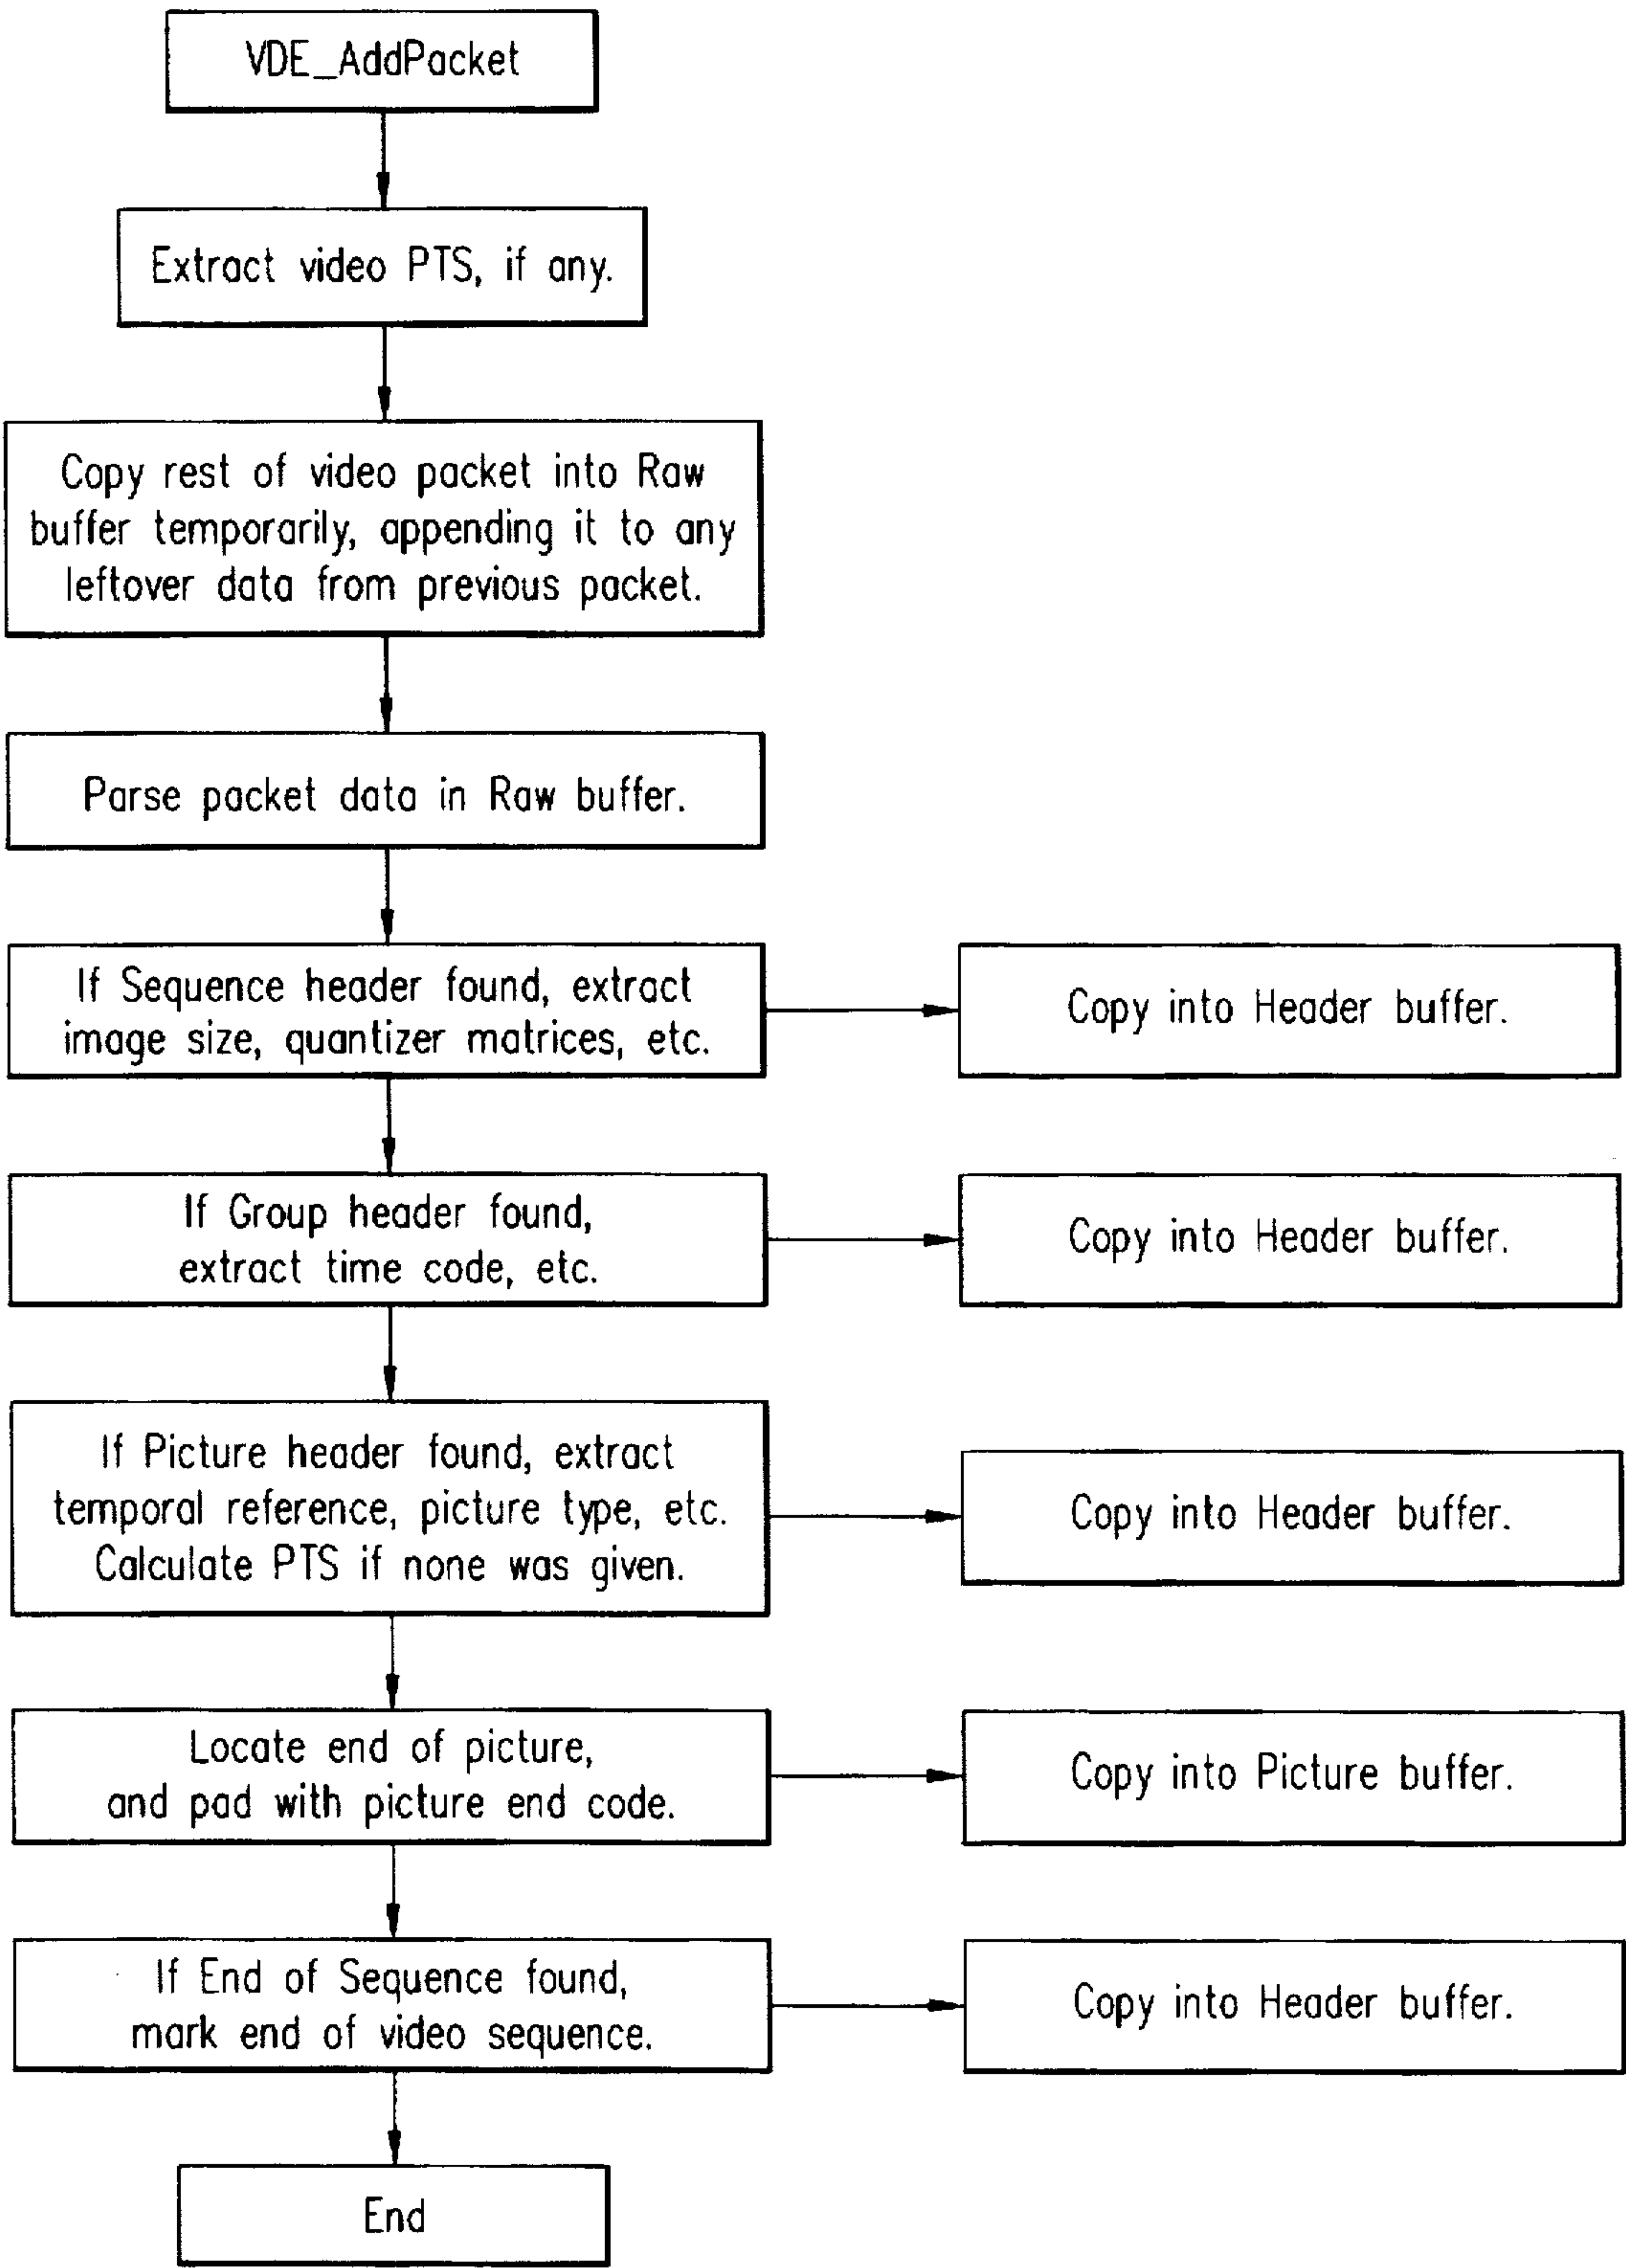 VDE_AddPacket
Extract video PTS, if any.
Copy rest of video packet into Raw
buffer temporarily, appending it to any
leftover data from previous packet.
Parse packet data in Raw buffer.
If Sequence header found, extract
image size, quantizer matrices, etc.
Copy into Header buffer.
If Group header found,
extract time code, etc.
Copy into Header buffer.
If Picture header found, extract
temporal reference, picture type, etc.
Calculate PTS if none was given.
Copy into Header buffer.
Locate end of picture,
and pad with picture end code.
Copy into Picture buffer.
If End of Sequence found,
mark end of video sequence.
Copy into Header buffer.
End